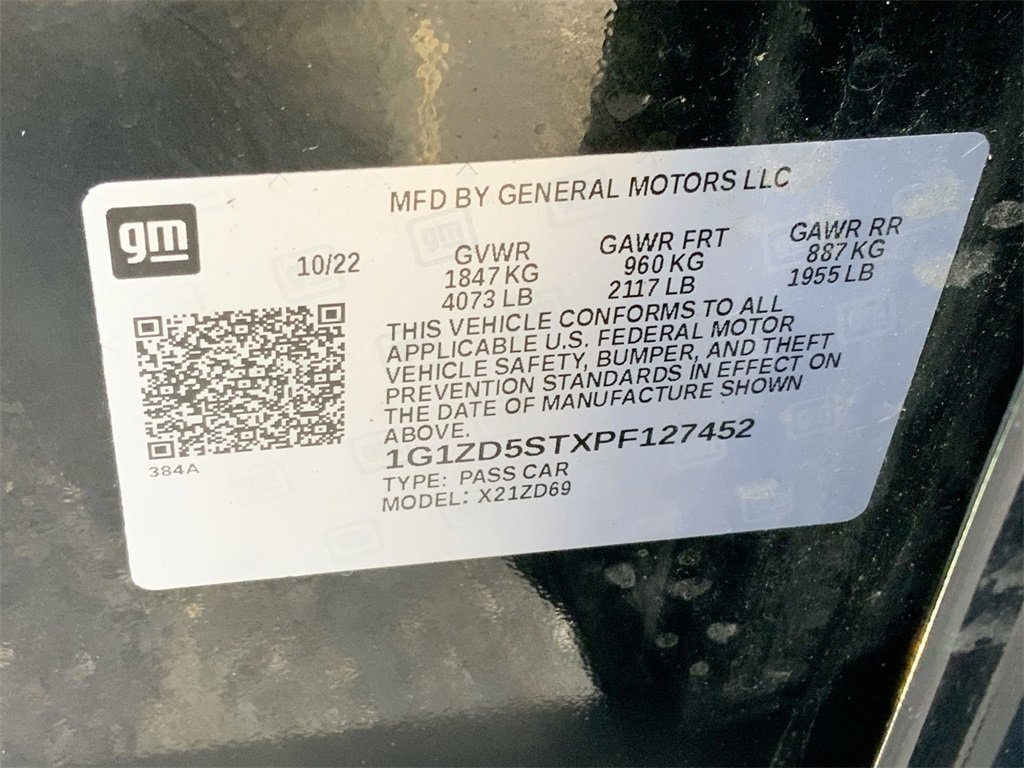 MFD BY GENERAL MOTORS LLC
gm
10/22
GVWR
1847 KG
4073 LB
GAWR FRT
960 KG
2117 LB
GAWR RR
887 KG
1955 LB
THIS VEHICLE CONFORMS TO ALL
APPLICABLE U.S. FEDERAL MOTOR
VEHICLE SAFETY, BUMPER, AND THEFT
PREVENTION STANDARDS IN EFFECT ON
THE DATE OF MANUFACTURE SHOWN
ABOVE.
1G1ZD5STXPF127452
TYPE: PASS CAR
MODEL: X21ZD69
384A